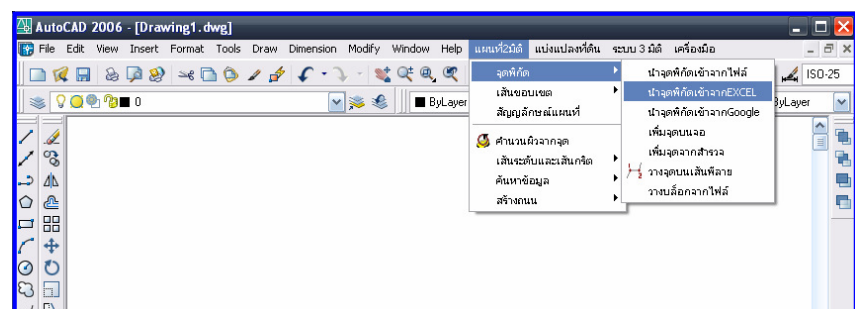 AutoCAD 2006 - [Drawing1.dwg]
File Edit View Insert Format Tools Draw Dimension Modify Window Help แผนที่2มิติ แบ่งแปลงที่ดิน ระบบ 3 มิติ เครื่องมือ
ISO-25
0 ByLayer ByLayer
จุดพิกัด
เส้นขอบเขต
สัญญลักษณ์แผนที่
คำนวนผิวจากจุด
เส้นระดับและเส้นกริด
ค้นหาข้อมูล
สร้างถนน
นำจุดพิกัดเข้าจากไฟล์
นำจุดพิกัดเข้าจากEXCEL
นำจุดพิกัดเข้าจากGoogle
เพิ่มจุดบนจอ
เพิ่มจุดจากสำรวจ
วางจุดบนเส้นพีลาย
วางบล็อกจากไฟล์